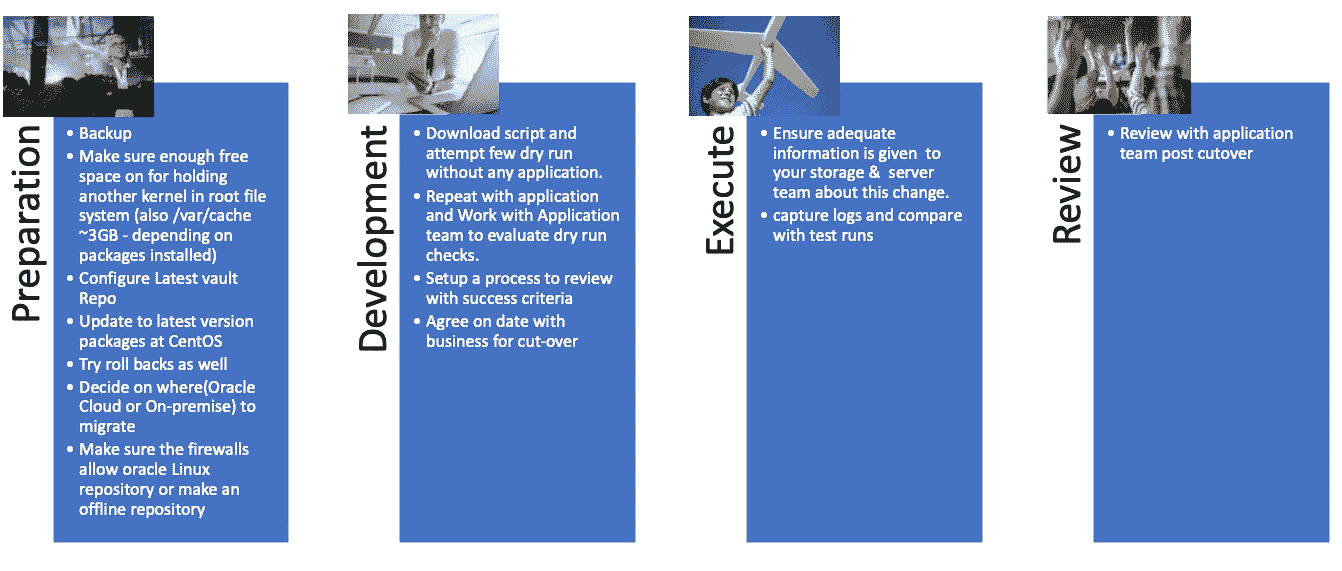 Preparation
• Backup
• Make sure enough free
space on for holding
another kernel in root file
system (also /var/cache
~3GB - depending on
packages installed)
• Configure Latest vault
Repo
• Update to latest version
packages at CentOS
• Try roll backs as well
• Decide on where(Oracle
Cloud or On-premise) to
migrate
• Make sure the firewalls
allow oracle Linux
repository or make an
offline repository
Development
• Download script and
attempt few dry run
without any application.
• Repeat with application
and Work with Application
team to evaluate dry run
checks.
• Setup a process to review
with success criteria
• Agree on date with
business for cut-over
Execute
• Ensure adequate
information is given to
your storage & server
team about this change.
• capture logs and compare
with test runs
Review
• Review with application
team post cutover